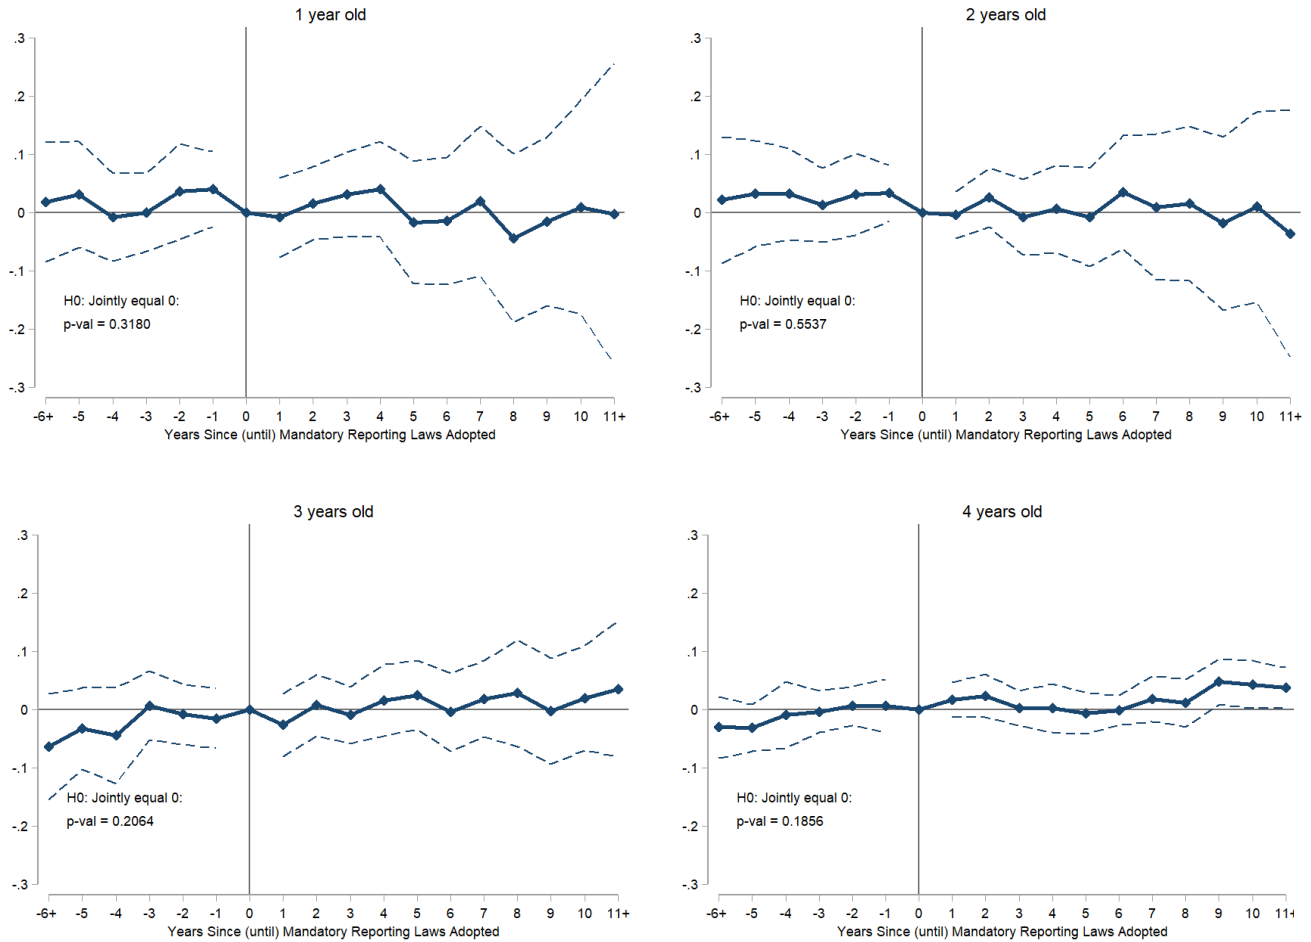 1 year old
.3
.2
.1
0
-.1
-.2
-.3
H0: Jointly equal 0:
p-val = 0.3180
-6+ -5 -4 -3 -2 -1 0 1 2 3 4 5 6 7 8 9 10 11+
Years Since (until) Mandatory Reporting Laws Adopted
2 years old
.3
.2
.1
0
-.1
-.2
-.3
H0: Jointly equal 0:
p-val = 0.5537
-6+ -5 -4 -3 -2 -1 0 1 2 3 4 5 6 7 8 9 10 11+
Years Since (until) Mandatory Reporting Laws Adopted
3 years old
.3
.2
.1
0
-.1
-.2
-.3
H0: Jointly equal 0:
p-val = 0.2064
-6+ -5 -4 -3 -2 -1 0 1 2 3 4 5 6 7 8 9 10 11+
Years Since (until) Mandatory Reporting Laws Adopted
4 years old
.3
.2
.1
0
-.1
-.2
-.3
H0: Jointly equal 0:
p-val = 0.1856
-6+ -5 -4 -3 -2 -1 0 1 2 3 4 5 6 7 8 9 10 11+
Years Since (until) Mandatory Reporting Laws Adopted